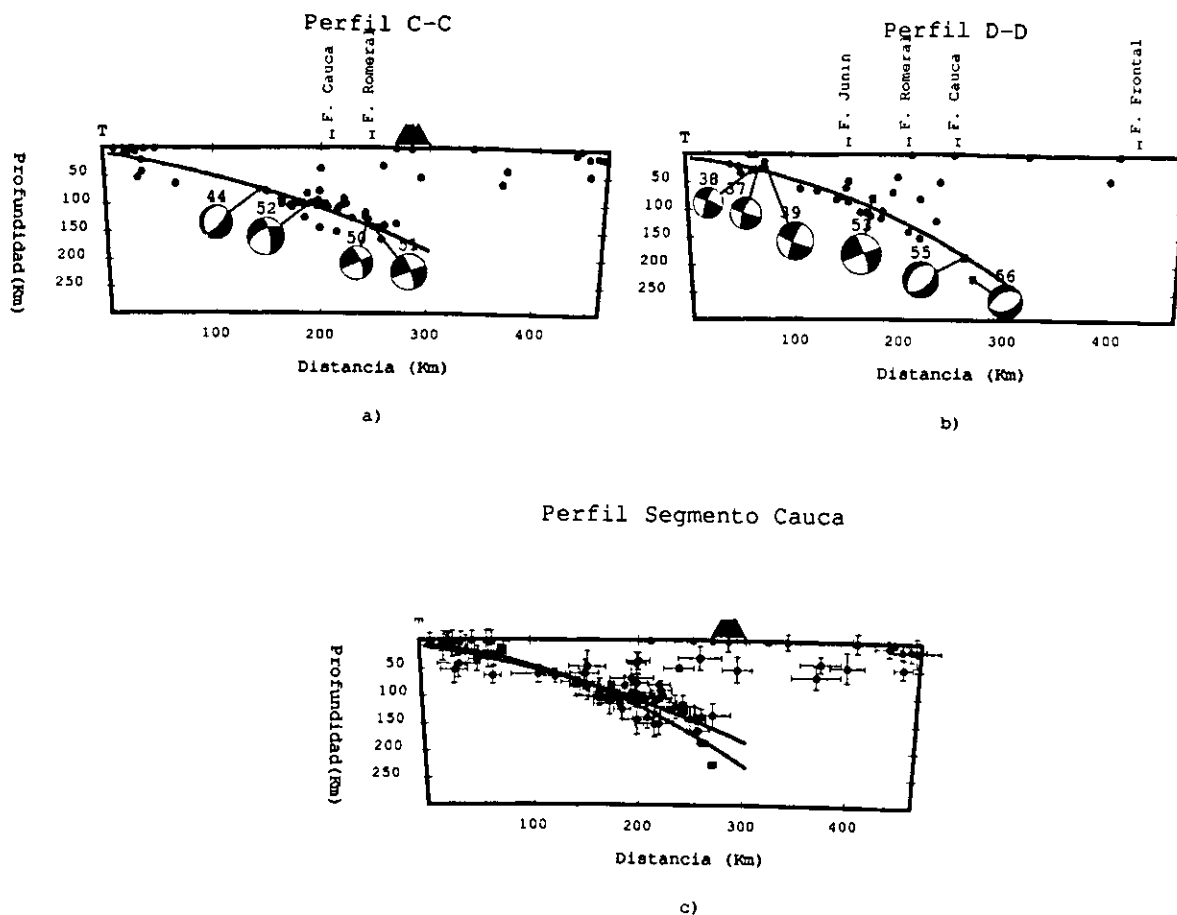 Perfil C-C
F. Cauca
F. Romeral
T
Profundidad(Km)
50
100
150
200
250
44
52
50
51
100
200
300
400
Distancia (Km)
a)
Perfil D-D
F. Junin
F. Romeral
F. Cauca
F. Frontal
T
50
100
150
200
250
38
37
39
53
55
56
100
200
300
400
Distancia (Km)
b)
Perfil Segmento Cauca
Profundidad(Km)
50
100
150
200
250
100
200
300
400
Distancia (Km)
c)